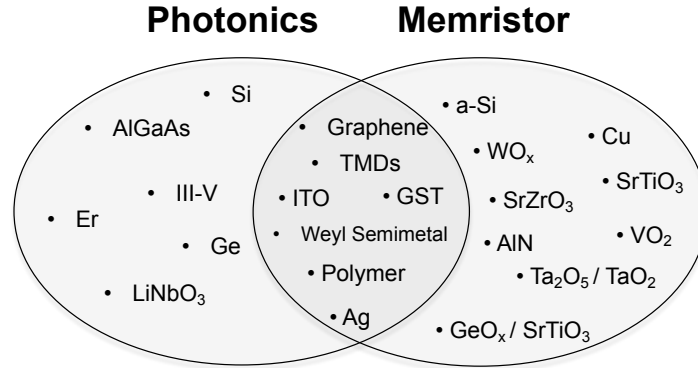 Photonics
Memristor
• Si
• AlGaAs
• III-V
• Er
• Ge
• LiNbO₃
• Graphene
• TMDs
• ITO
• GST
• Weyl Semimetal
• Polymer
• Ag
• a-Si
• Cu
• WOₓ
• SrTiO₃
• SrZrO₃
• VO₂
• AlN
• Ta₂O₅ / TaO₂
• GeOₓ / SrTiO₃